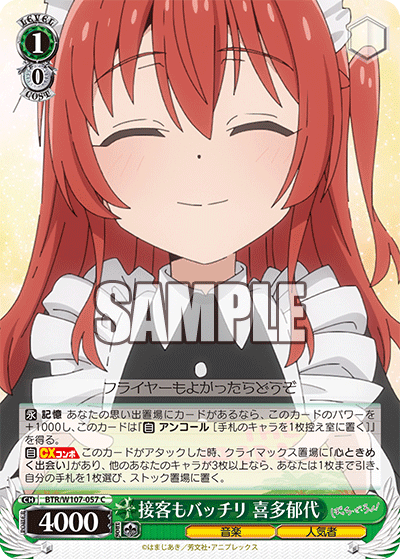 LEVEL
1
0
COST
SAMPLE
フライヤーもよかったらどうぞ
永 記憶 あなたの思い出置場にカードがあるなら、このカードのパワーを
+1000し、このカードは『自 アンコール ［手札のキャラを1枚控え室に置く］』
を得る。
自 CXコンボ このカードがアタックした時、クライマックス置場に「心ときめ
く出会い」があり、他のあなたのキャラが3枚以上なら、あなたは1枚まで引き、
自分の手札を1枚選び、ストック置場に置く。
CH BTR/W107-057 C
4000
接客もバッチリ 喜多郁代
ぼっち・ざ・ろっく!
音楽
人気者
©はまじあき／芳文社・アニプレックス